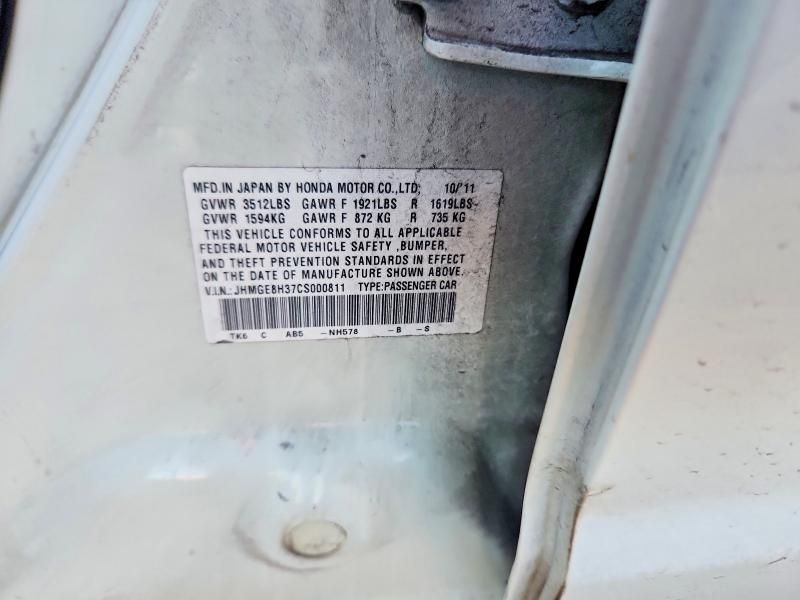 MFD.IN JAPAN BY HONDA MOTOR CO.,LTD. 10/'11
GVWR 3512LBS GAWR F 1921LBS R 1619LBS
GVWR 1594KG GAWR F 872 KG R 735 KG
THIS VEHICLE CONFORMS TO ALL APPLICABLE
FEDERAL MOTOR VEHICLE SAFETY ,BUMPER,
AND THEFT PREVENTION STANDARDS IN EFFECT
ON THE DATE OF MANUFACTURE SHOWN ABOVE.
V.I.N.: JHMGE8H37CS000811 TYPE:PASSENGER CAR
TK6 C AB5 -NH578 -B -S